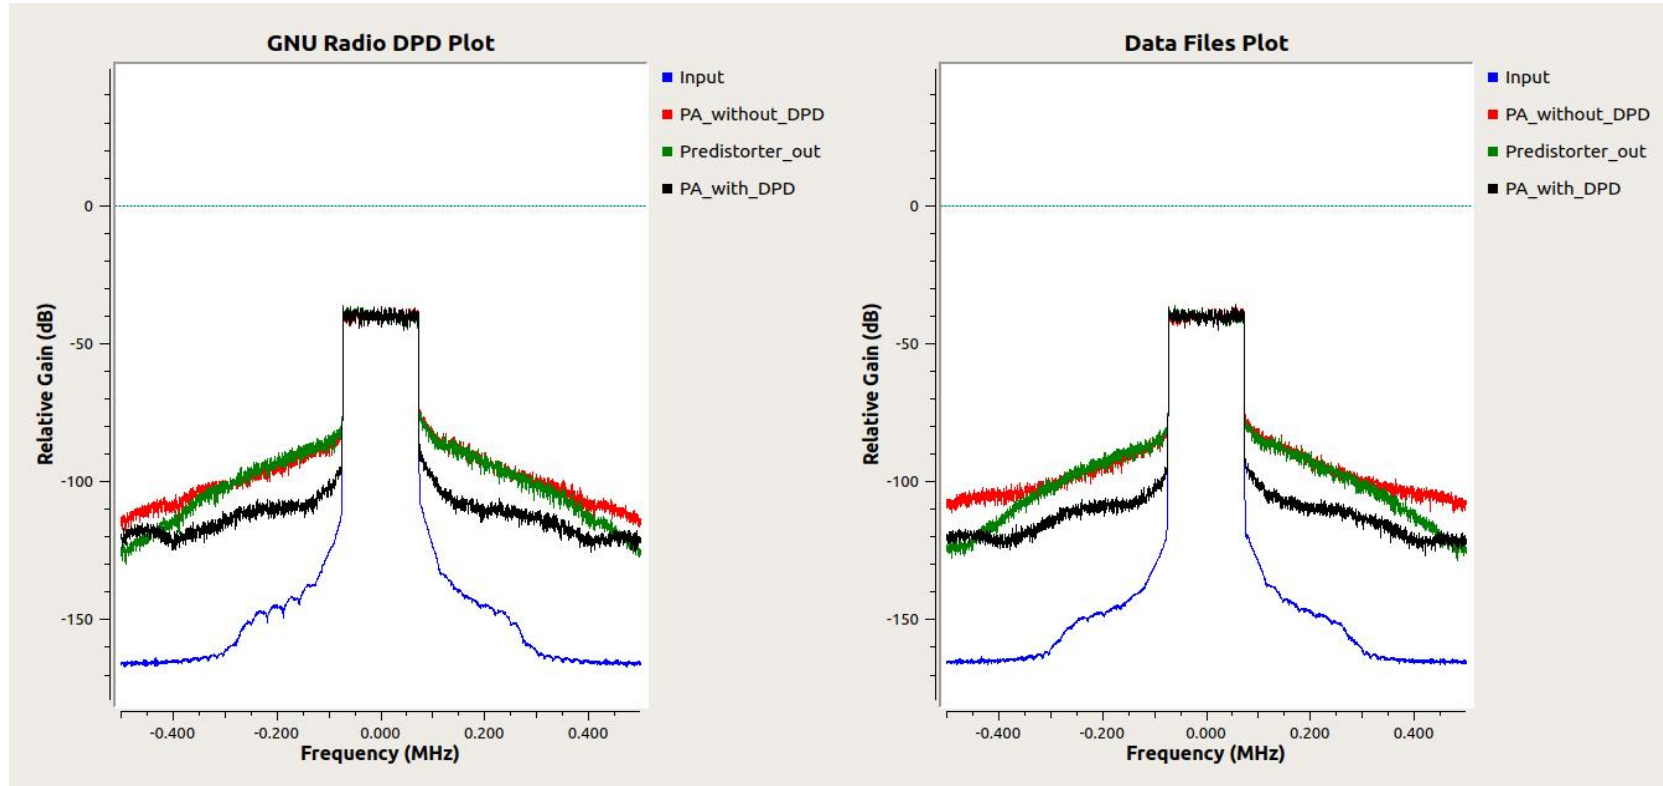 GNU Radio DPD Plot
Input
PA_without_DPD
Predistorter_out
PA_with_DPD
0
-50
-100
-150
Relative Gain (dB)
-0.400 -0.200 0.000 0.200 0.400
Frequency (MHz)
Data Files Plot
Input
PA_without_DPD
Predistorter_out
PA_with_DPD
0
-50
-100
-150
Relative Gain (dB)
-0.400 -0.200 0.000 0.200 0.400
Frequency (MHz)